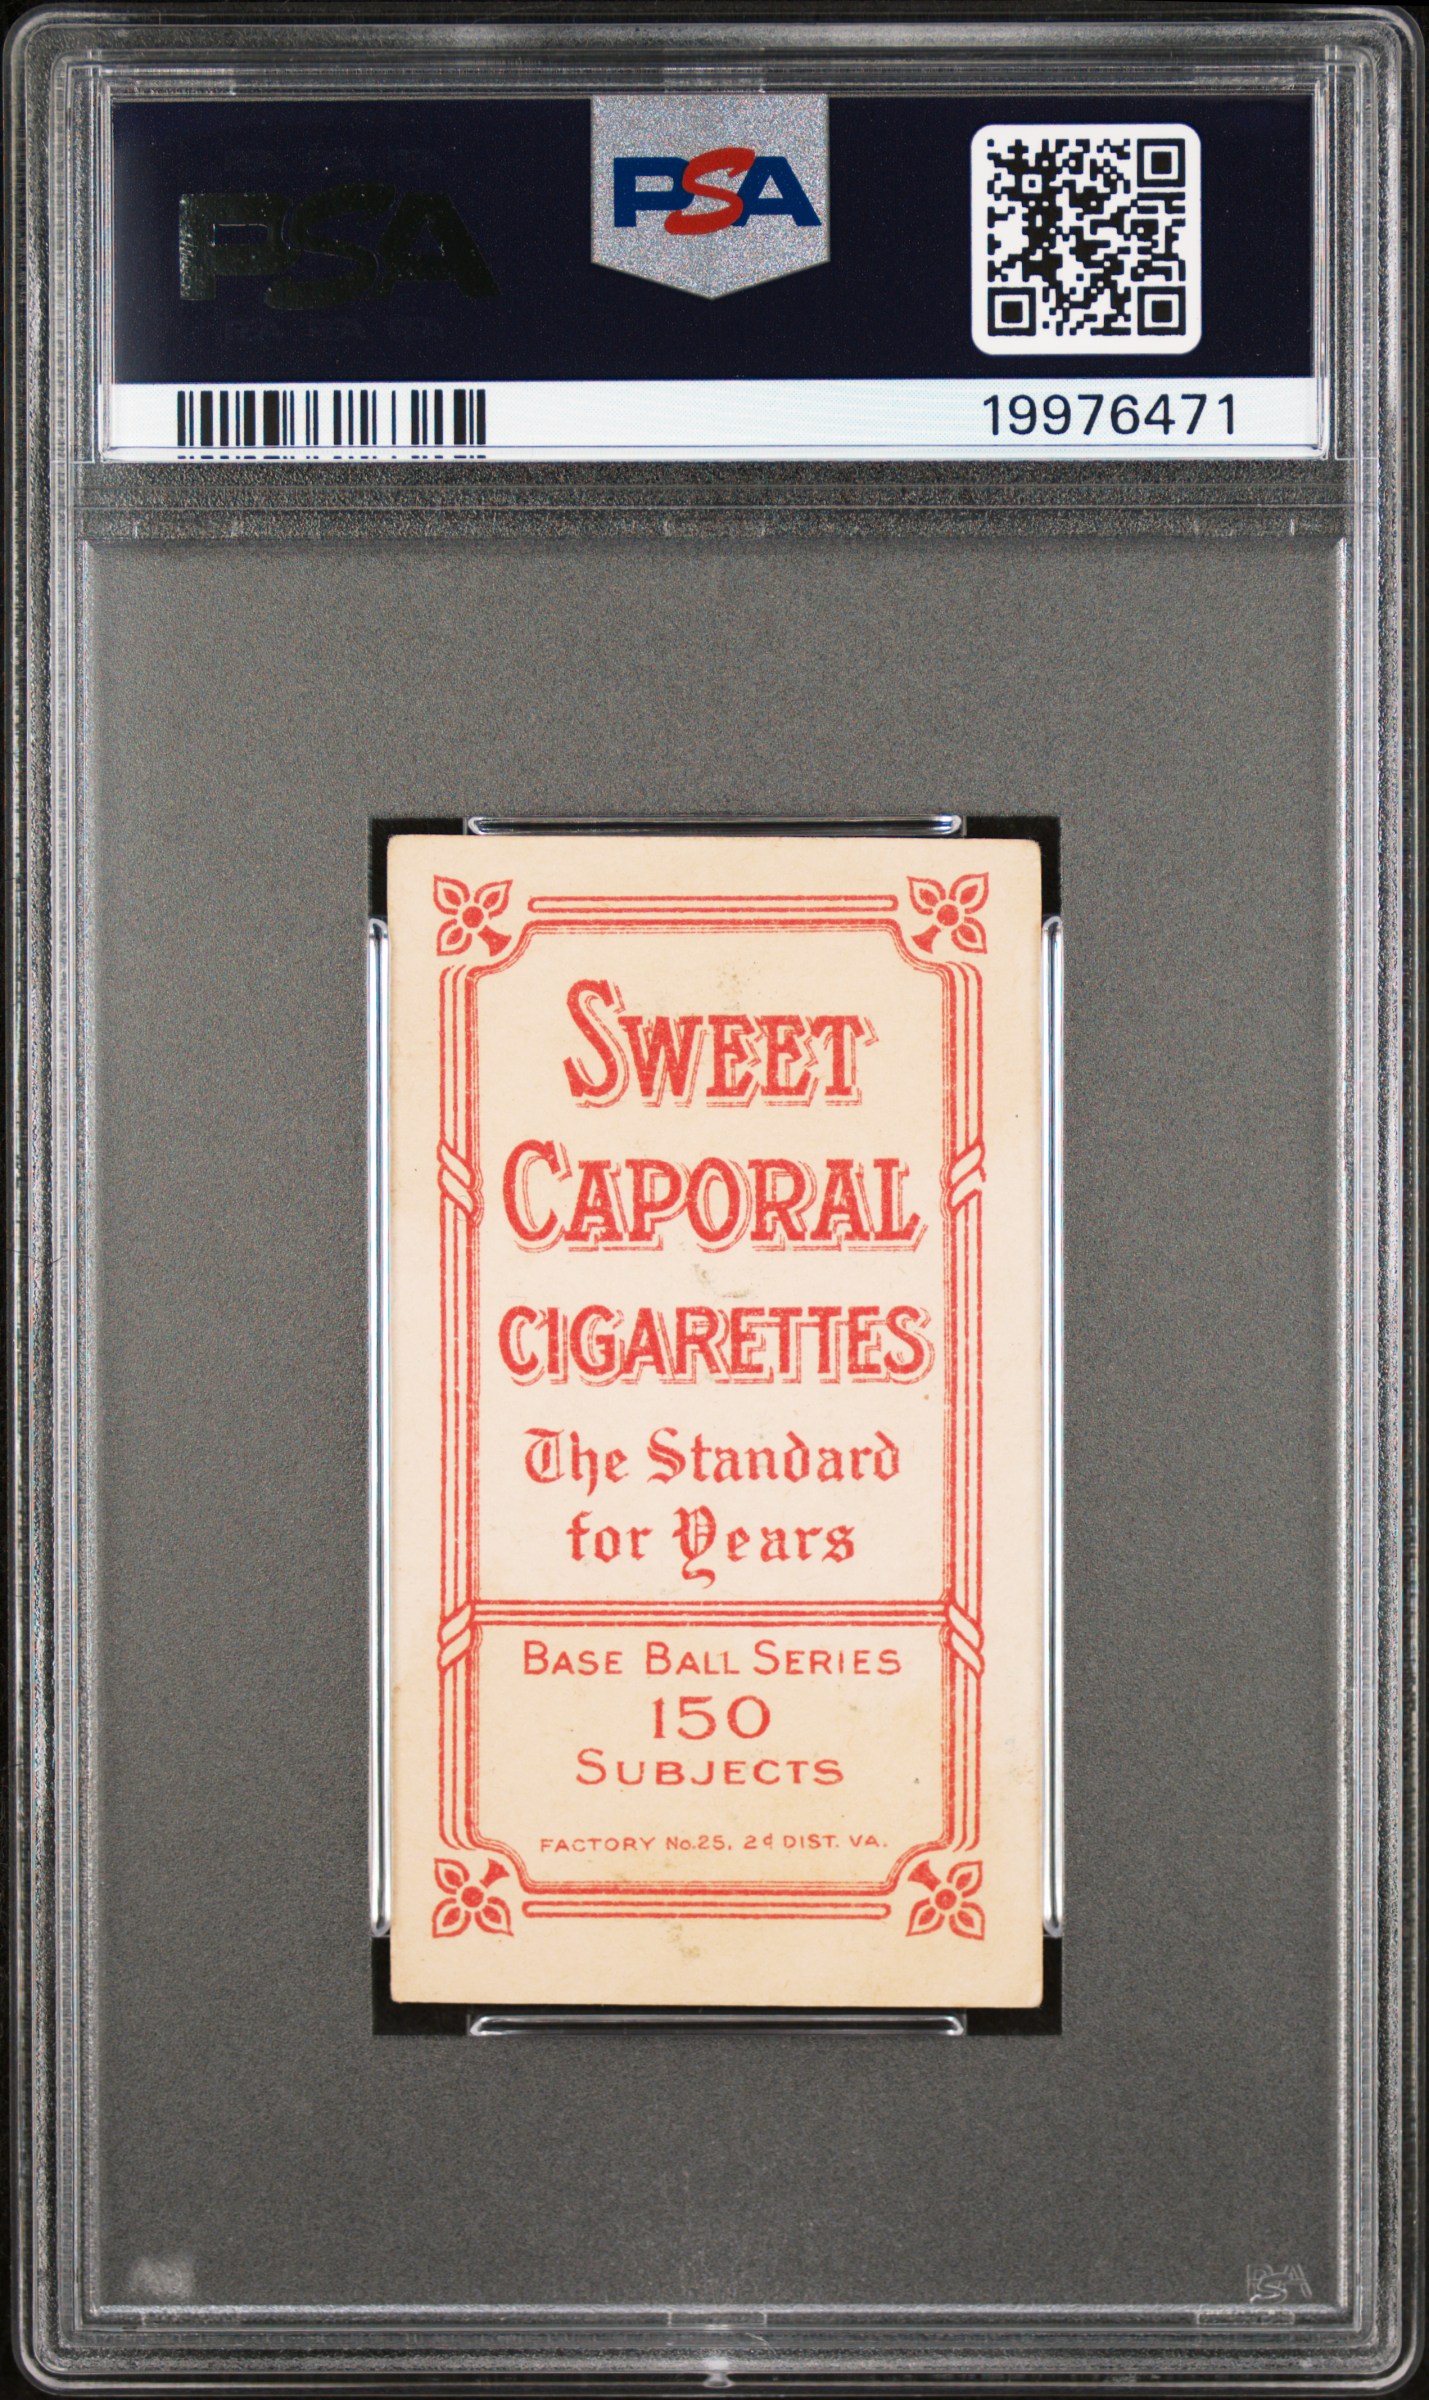 PSA
PSA
19976471
SWEET
CAPORAL
CIGARETTES
The Standard
for Years
BASE BALL SERIES
150
SUBJECTS
FACTORY No. 25, 2d DIST. VA.
PSA